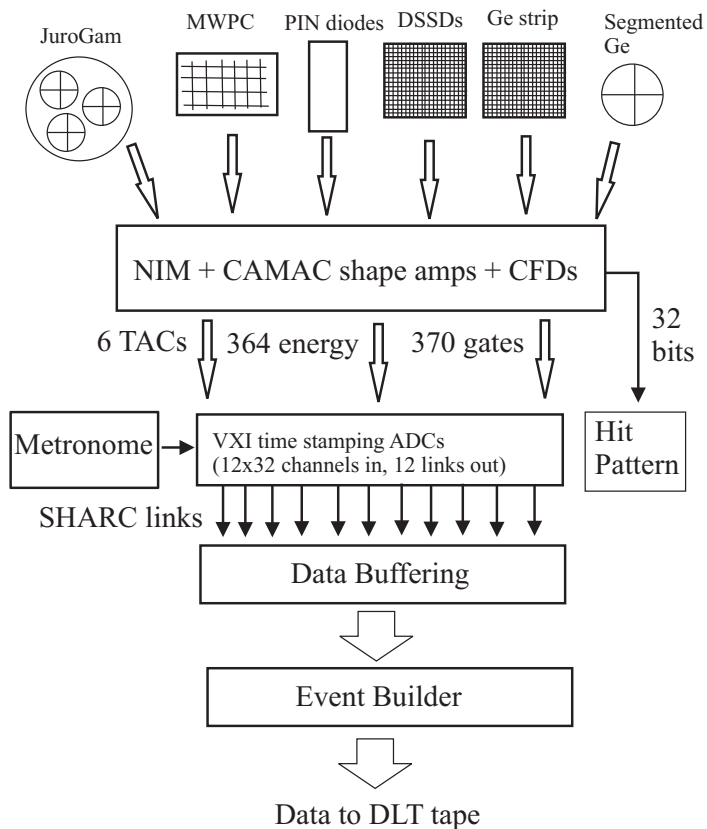 JuroGam
MWPC
PIN diodes
DSSDs
Ge strip
Segmented
Ge
NIM + CAMAC shape amps + CFDs
6 TACs
364 energy
370 gates
32
bits
Metronome
VXI time stamping ADCs
(12x32 channels in, 12 links out)
Hit
Pattern
SHARC links
Data Buffering
Event Builder
Data to DLT tape